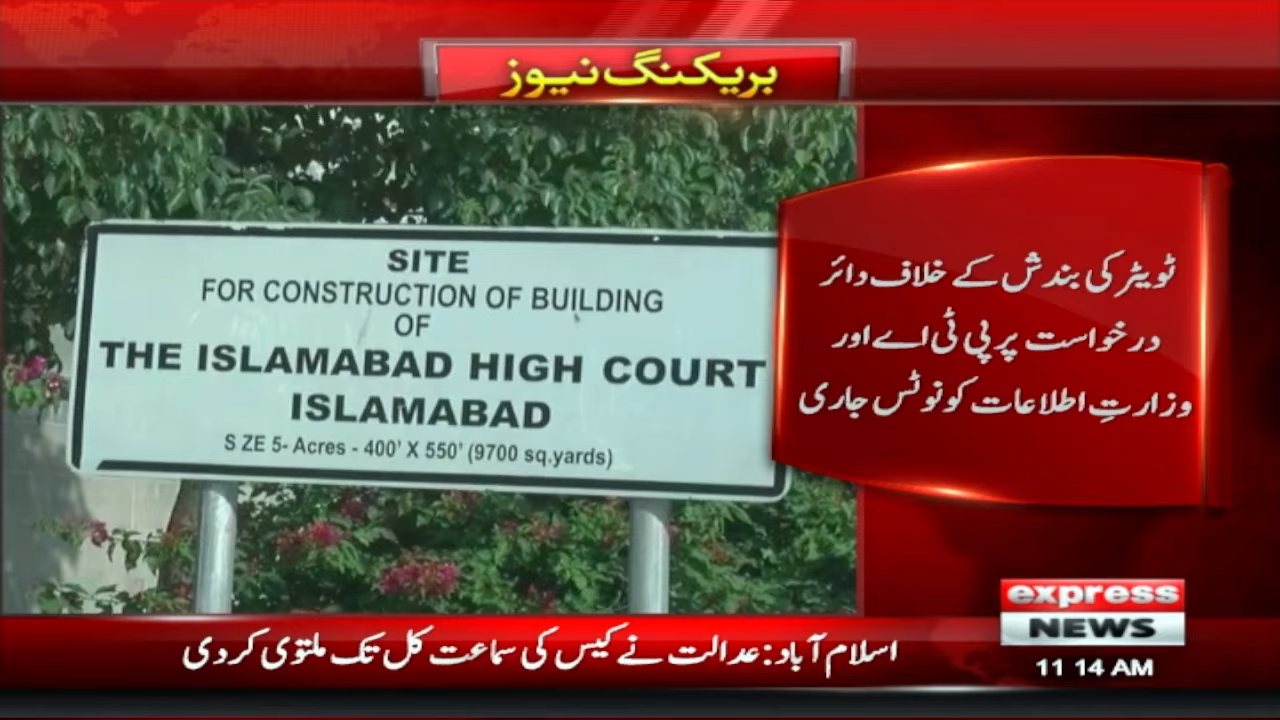 بریکنگ نیوز
SITE
FOR CONSTRUCTION OF BUILDING
OF
THE ISLAMABAD HIGH COURT
ISLAMABAD
S ZE 5- Acres - 400' X 550' (9700 sq.yards)
ٹویٹر کی بندش کے خلاف دائر
درخواست پر پی ٹی اے اور
وزارتِ اطلاعات کو نوٹس جاری
express
NEWS
11 14 AM
اسلام آباد: عدالت نے کیس کی سماعت کل تک ملتوی کردی